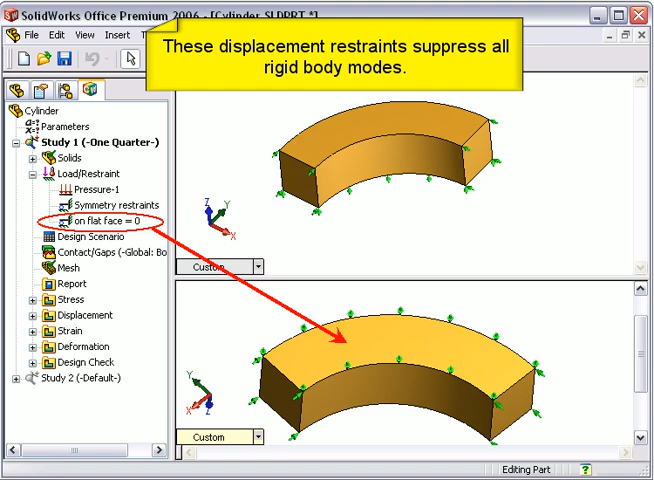 SolidWorks Office Premium 2006 - [Cylinder.SLDPRT *]
File Edit View Insert
These displacement restraints suppress all
rigid body modes.
Cylinder
Parameters
Study 1 (-One Quarter-)
Solids
Load/Restraint
Pressure-1
Symmetry restraints
on flat face = 0
Design Scenario
Contact/Gaps (-Global: Bo
Mesh
Report
Stress
Displacement
Strain
Deformation
Design Check
Study 2 (-Default-)
Z
Y
X
Custom
Y
X
Z
Custom
SolidWorks
Editing Part
?